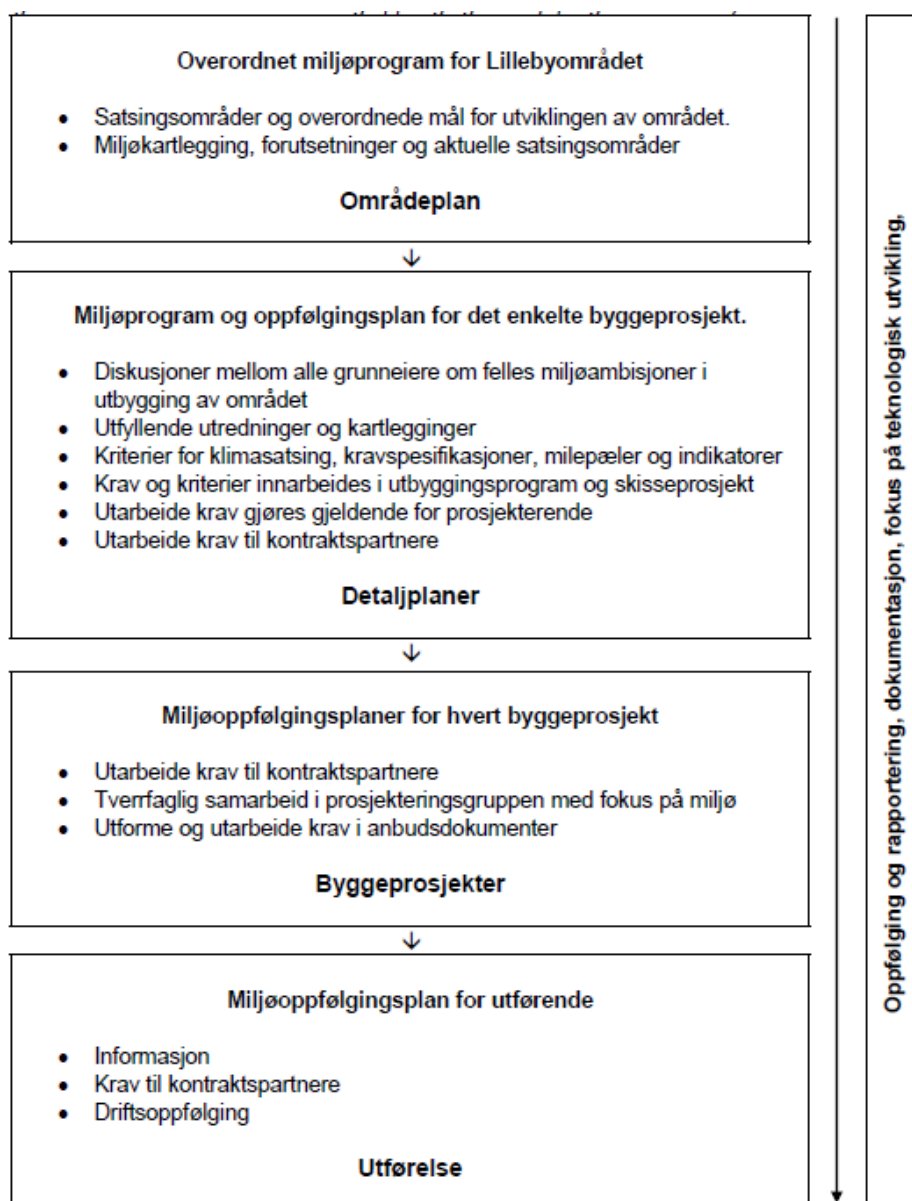 Overordnet miljøprogram for Lillebyområdet
• Satsingsområder og overordnede mål for utviklingen av området.
• Miljøkartlegging, forutsetninger og aktuelle satsingsområder
Områdeplan
Miljøprogram og oppfølgingsplan for det enkelte byggeprosjekt.
• Diskusjoner mellom alle grunneiere om felles miljøambisjoner i
utbygging av området
• Utfyllende utredninger og kartlegginger
• Kriterier for klimasatsing, kravspesifikasjoner, milepæler og indikatorer
• Krav og kriterier innarbeides i utbyggingsprogram og skisseprosjekt
• Utarbeide krav gjøres gjeldende for prosjekterende
• Utarbeide krav til kontraktspartnere
Detaljplaner
Miljøoppfølgingsplaner for hvert byggeprosjekt
• Utarbeide krav til kontraktspartnere
• Tverrfaglig samarbeid i prosjekteringsgruppen med fokus på miljø
• Utforme og utarbeide krav i anbudsdokumenter
Byggeprosjekter
Miljøoppfølgingsplan for utførende
• Informasjon
• Krav til kontraktspartnere
• Driftsoppfølging
Utførelse
Oppfølging og rapportering, dokumentasjon, fokus på teknologisk utvikling,